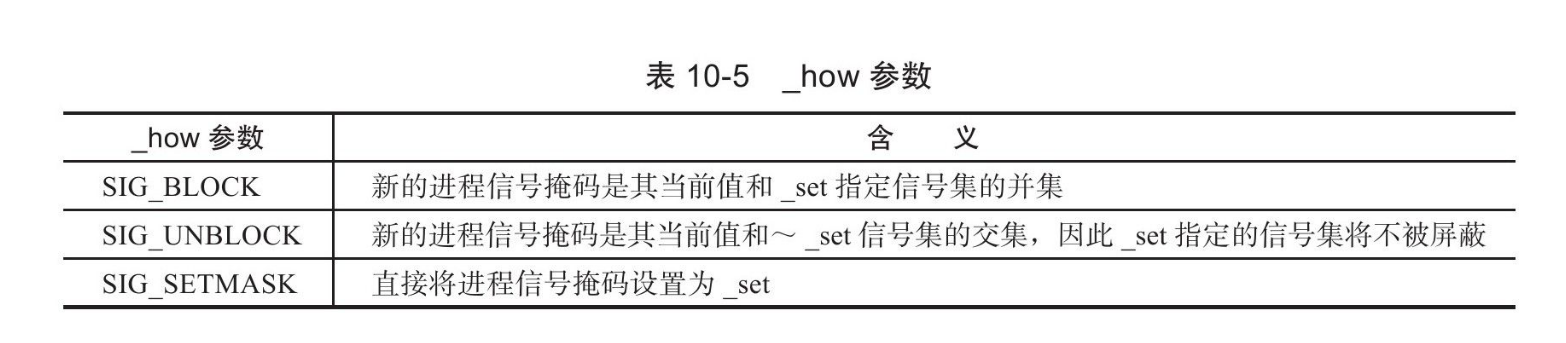 表 10-5 _how 参数
_how 参数 含 义
SIG_BLOCK 新的进程信号掩码是其当前值和 _set 指定信号集的并集
SIG_UNBLOCK 新的进程信号掩码是其当前值和～ _set 信号集的交集，因此 _set 指定的信号集将不被屏蔽
SIG_SETMASK 直接将进程信号掩码设置为 _set